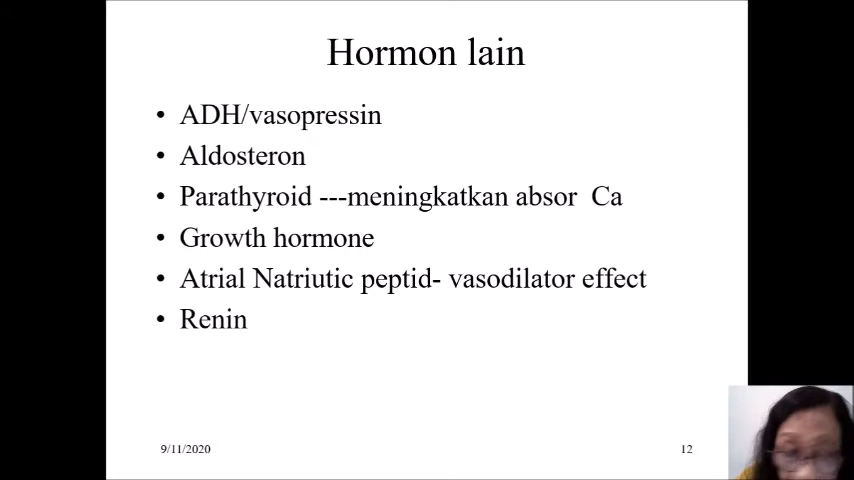 Hormon lain
• ADH/vasopressin
• Aldosteron
• Parathyroid ---meningkatkan absor  Ca
• Growth hormone
• Atrial Natriutic peptid- vasodilator effect
• Renin
9/11/2020
12